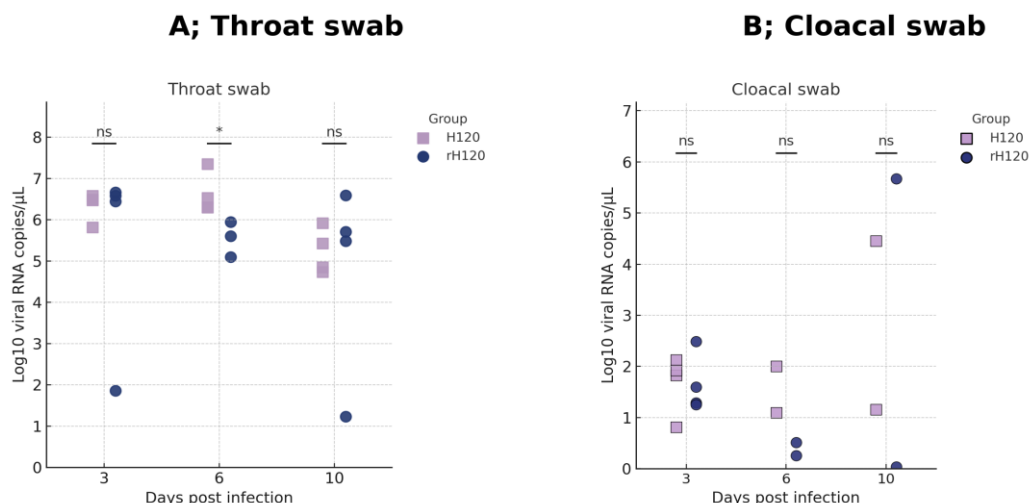 A; Throat swab
Throat swab
Log10 viral RNA copies/μL
8
7
6
5
4
3
2
1
0
ns
*
ns
3
6
10
Days post infection
Group
H120
rH120
B; Cloacal swab
Cloacal swab
Log10 viral RNA copies/μL
7
6
5
4
3
2
1
0
ns
ns
ns
3
6
10
Days post infection
Group
H120
rH120